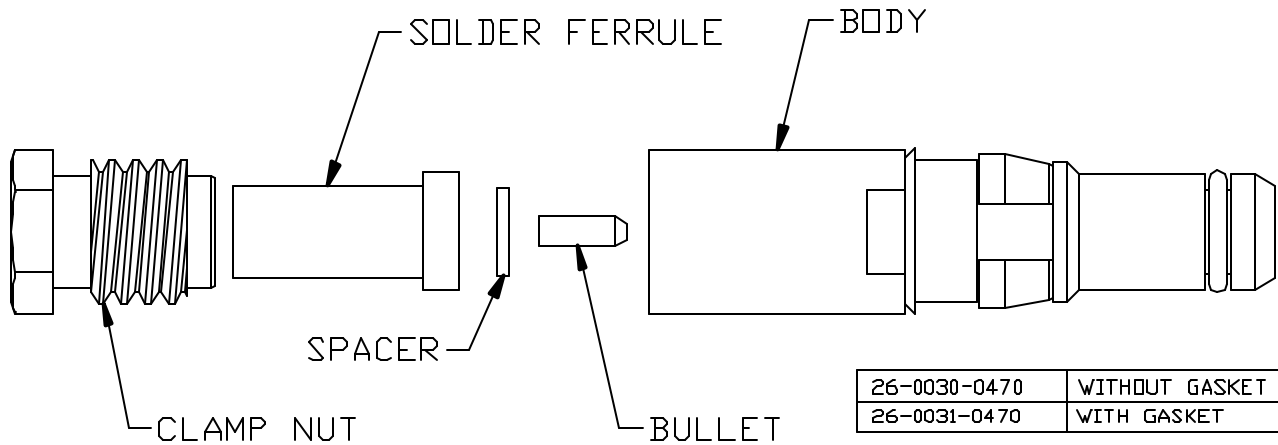 SOLDER FERRULE
BODY
SPACER
26-0030-0470 WITHOUT GASKET
26-0031-0470 WITH GASKET
CLAMP NUT
BULLET